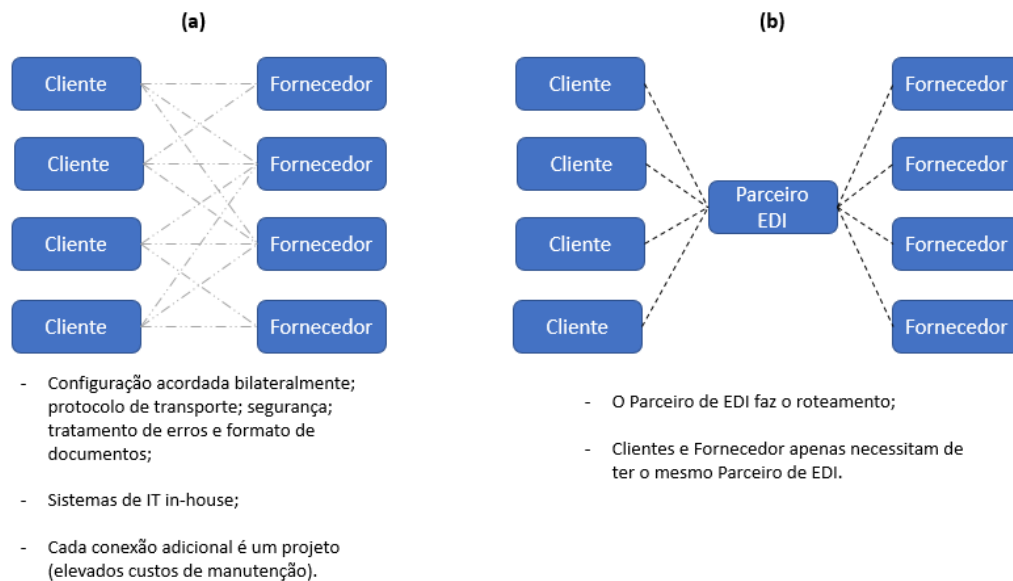 (a)
Cliente
Fornecedor
Cliente
Fornecedor
Cliente
Fornecedor
Cliente
Fornecedor
- Configuração acordada bilateralmente;
protocolo de transporte; segurança;
tratamento de erros e formato de
documentos;
- Sistemas de IT in-house;
- Cada conexão adicional é um projeto
(elevados custos de manutenção).
(b)
Cliente
Fornecedor
Cliente
Fornecedor
Parceiro
EDI
Cliente
Fornecedor
Cliente
Fornecedor
- O Parceiro de EDI faz o roteamento;
- Clientes e Fornecedor apenas necessitam de
ter o mesmo Parceiro de EDI.